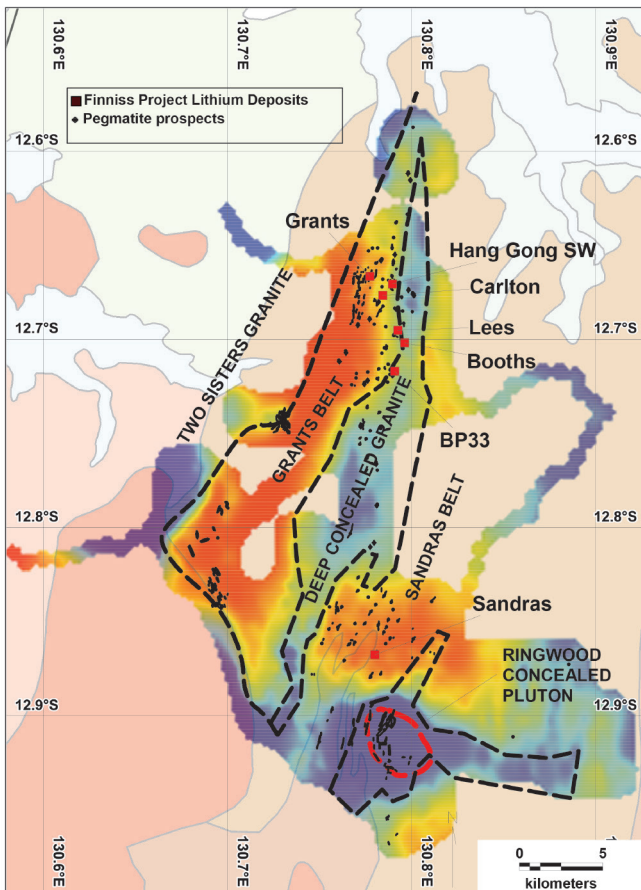 130.6°E
130.7°E
130.8°E
130.9°E
Finniss Project Lithium Deposits
Pegmatite prospects
12.6°S
12.6°S
Grants
Hang Gong SW
Carlton
12.7°S
12.7°S
Lees
Booths
BP33
TWO SISTERS GRANITE
GRANTS BELT
DEEP CONCEALED GRANITE
SANDRAS BELT
12.8°S
12.8°S
Sandras
RINGWOOD
CONCEALED
PLUTON
12.9°S
12.9°S
130.6°E
130.7°E
130.8°E
0 5
kilometers